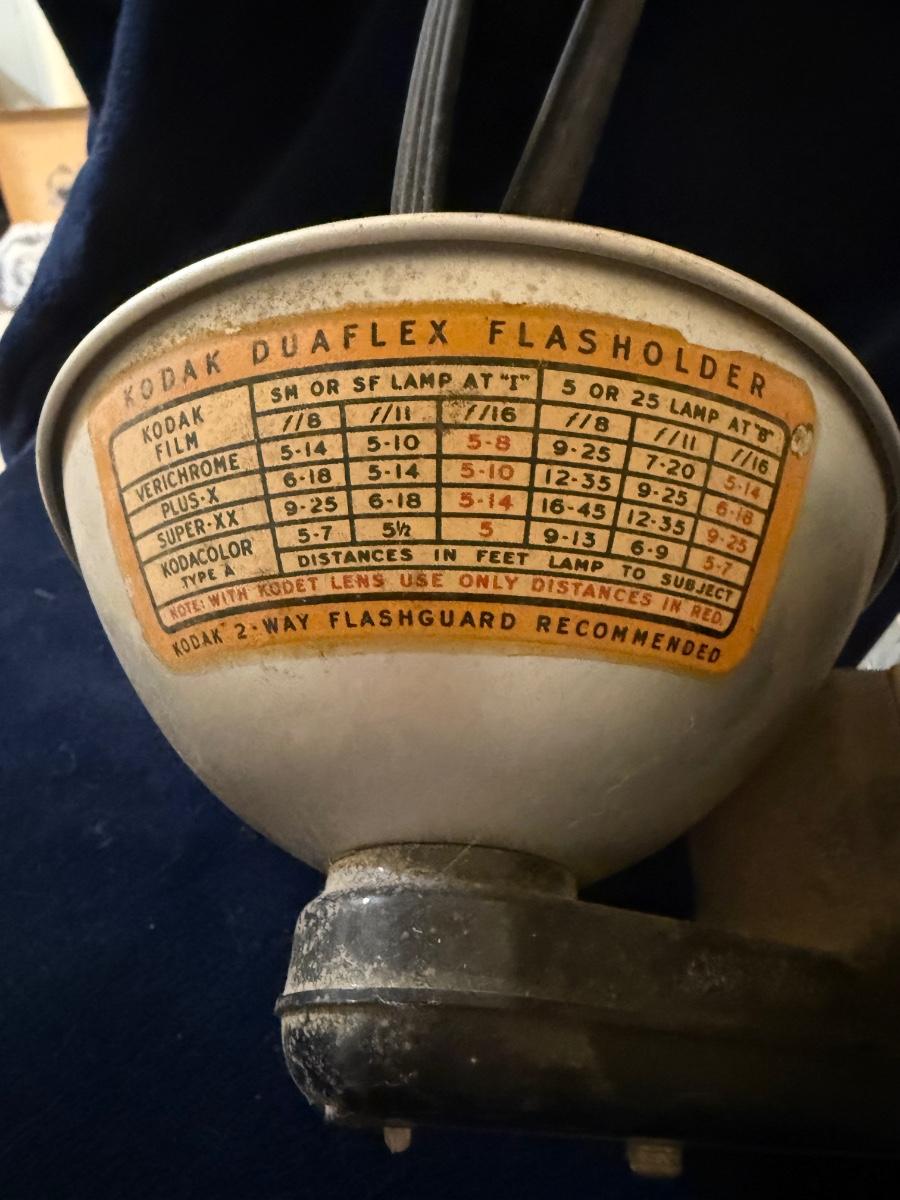 KODAK DUAFLEX FLASHOLDER
KODAK FILM SM OR SF LAMP AT "I" 5 OR 25 LAMP AT "B"
f/8 f/11 f/16 f/8 f/11 f/16
VERICHROME 5-14 5-10 5-8 9-25 7-20 5-14
PLUS-X 6-18 5-14 5-10 12-35 9-25 6-18
SUPER-XX 9-25 6-18 5-14 16-45 12-35 9-25
KODACOLOR TYPE A 5-7 5½ 5 9-13 6-9 5-7
DISTANCES IN FEET LAMP TO SUBJECT
NOTE: WITH KODET LENS USE ONLY DISTANCES IN RED.
KODAK 2-WAY FLASHGUARD RECOMMENDED